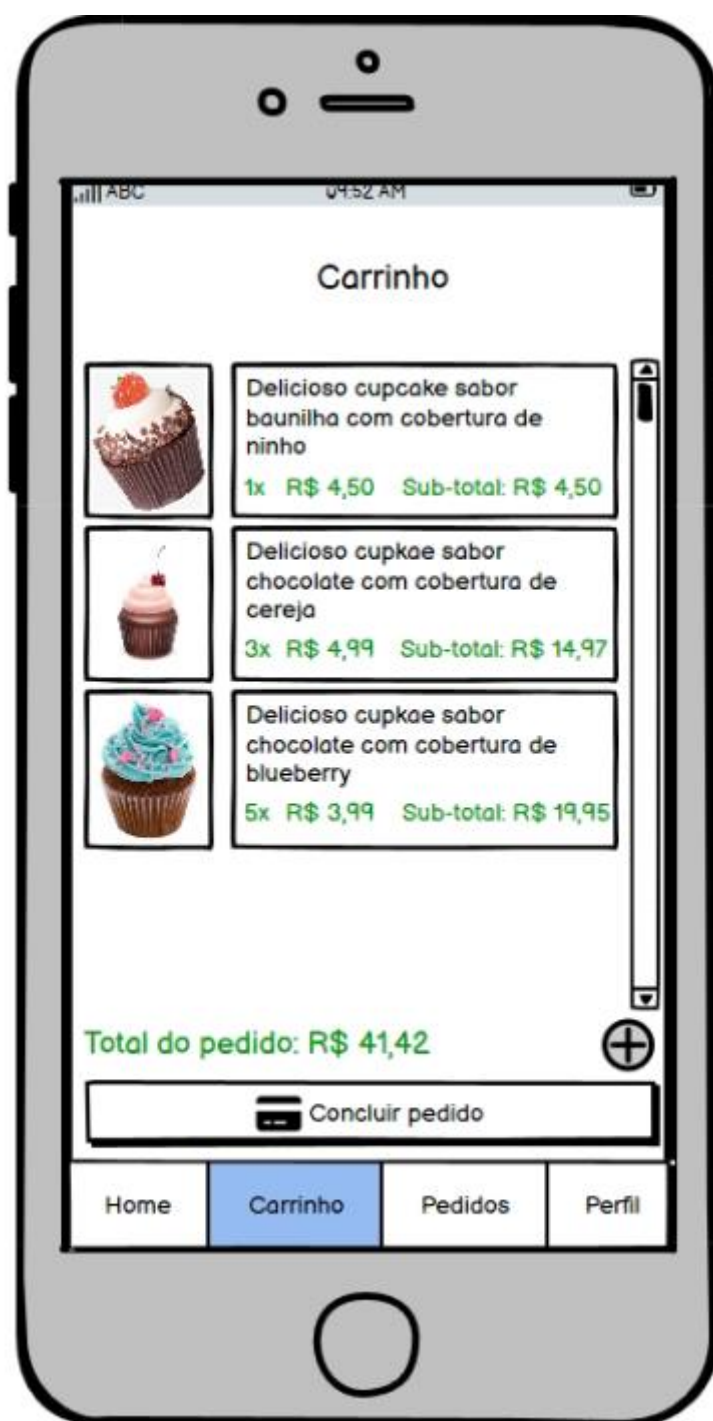 ABC 09:52 AM
Carrinho
Delicioso cupcake sabor
baunilha com cobertura de
ninho
1x R$ 4,50 Sub-total: R$ 4,50
Delicioso cupkae sabor
chocolate com cobertura de
cereja
3x R$ 4,99 Sub-total: R$ 14,97
Delicioso cupkae sabor
chocolate com cobertura de
blueberry
5x R$ 3,99 Sub-total: R$ 19,95
Total do pedido: R$ 41,42
Concluir pedido
Home Carrinho Pedidos Perfil